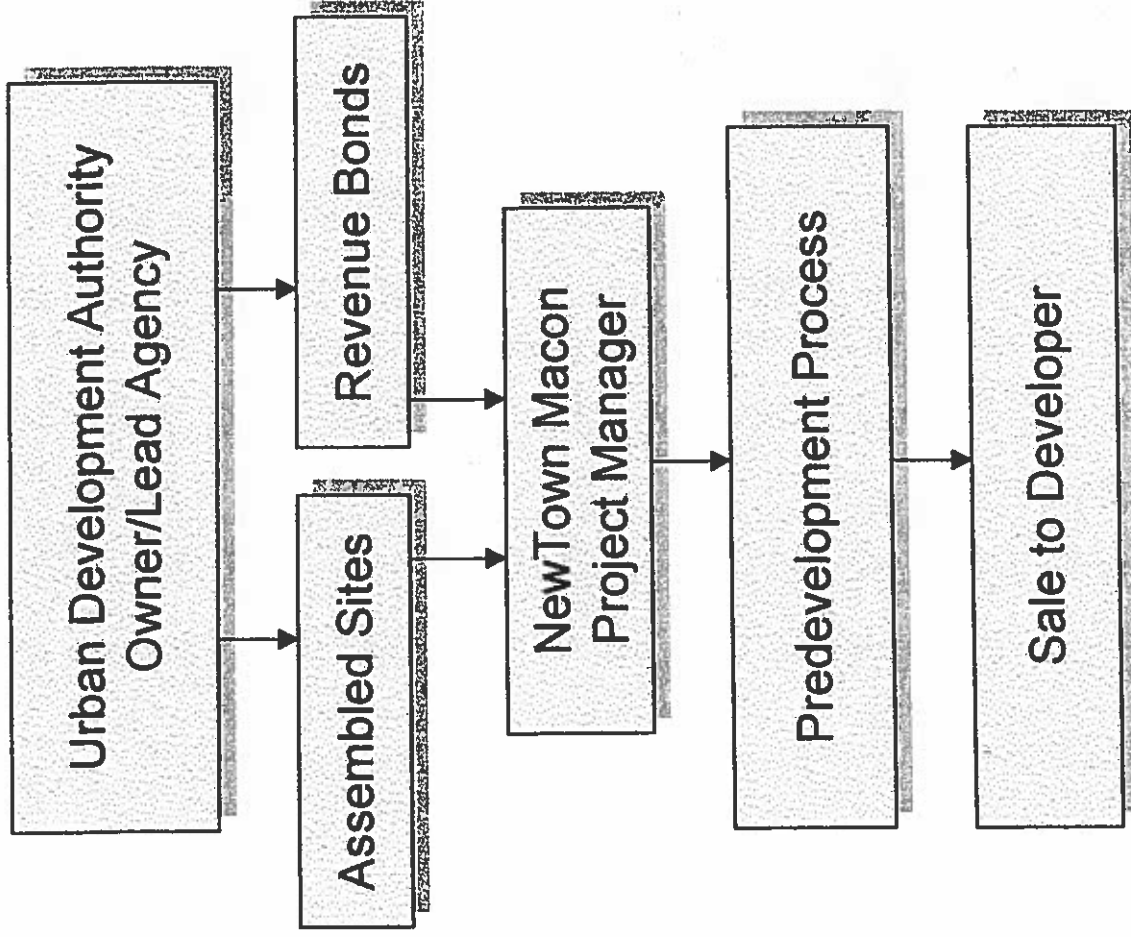 Urban Development Authority
Owner/Lead Agency
Assembled Sites
Revenue Bonds
NewTown Macon
Project Manager
Predevelopment Process
Sale to Developer